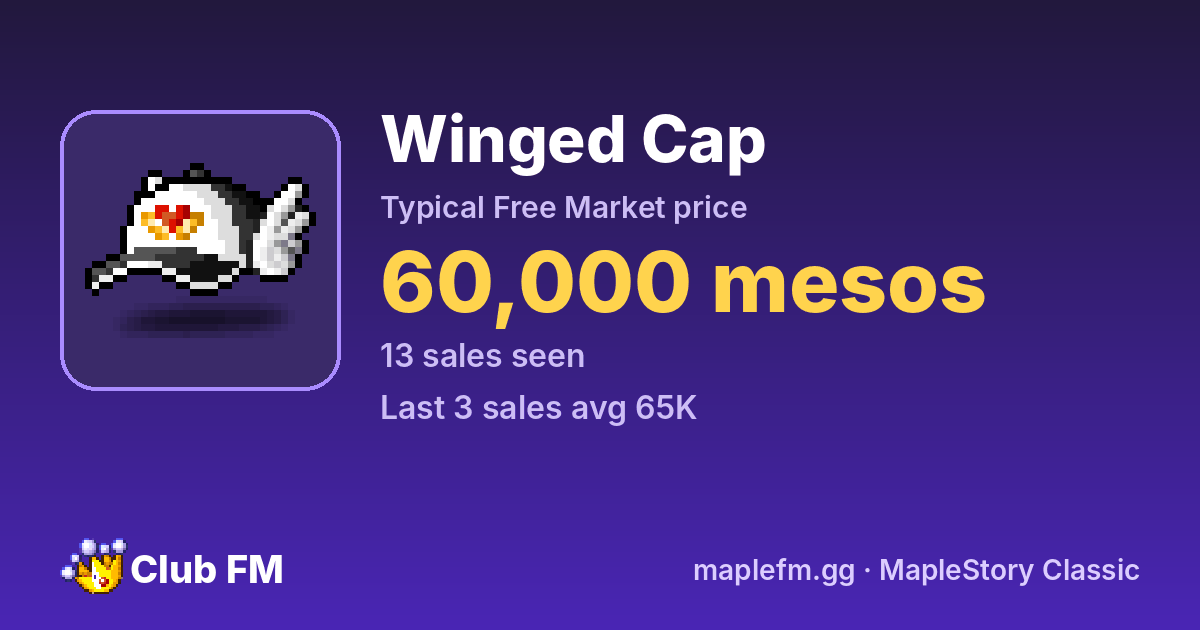 Winged Cap
Typical Free Market price
60,000 mesos
13 sales seen
Last 3 sales avg 65K
Club FM
maplefm.gg · MapleStory Classic